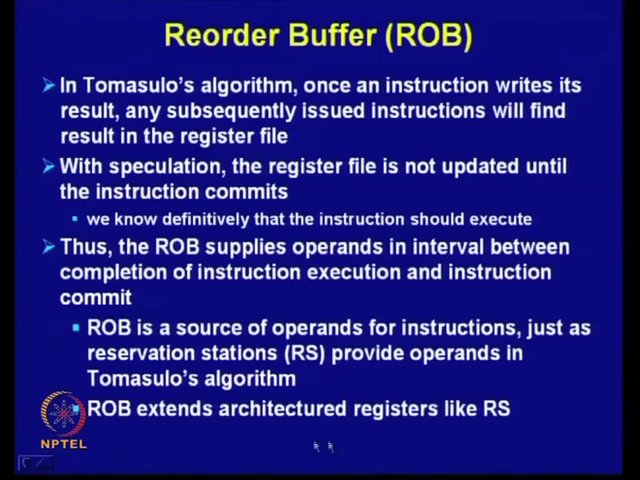 Reorder Buffer (ROB)
In Tomasulo's algorithm, once an instruction writes its
result, any subsequently issued instructions will find
result in the register file
With speculation, the register file is not updated until
the instruction commits
we know definitively that the instruction should execute
Thus, the ROB supplies operands in interval between
completion of instruction execution and instruction
commit
ROB is a source of operands for instructions, just as
reservation stations (RS) provide operands in
Tomasulo's algorithm
ROB extends architectured registers like RS
NPTEL